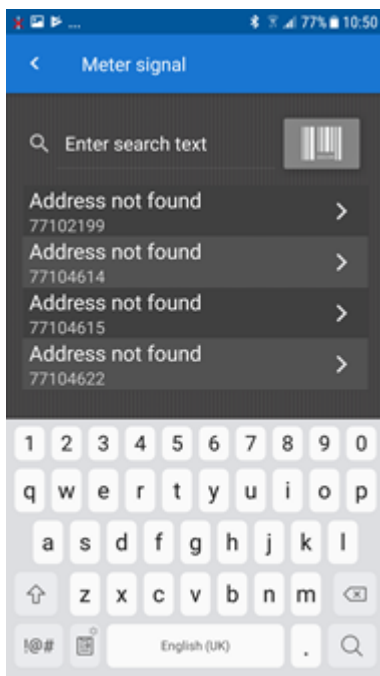 ... 77% 10:50
Meter signal
Enter search text
Address not found
77102199
Address not found
77104614
Address not found
77104615
Address not found
77104622
1 2 3 4 5 6 7 8 9 0
q w e r t y u i o p
a s d f g h j k l
z x c v b n m
!@# English (UK) .